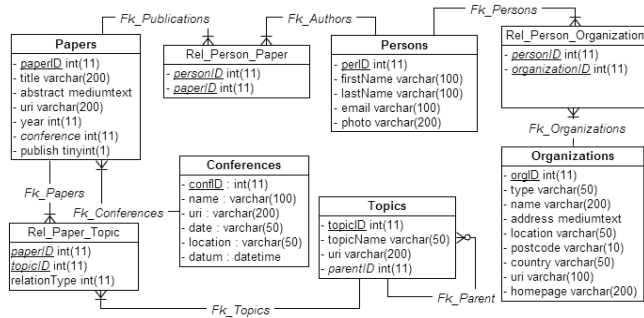 Fk_Publications
Fk_Authors
Fk_Persons
Papers
- paperID int(11)
- title varchar(200)
- abstract mediumtext
- uri varchar(200)
- year int(11)
- conference int(11)
- publish tinyint(1)
Rel_Person_Paper
- personID int(11)
- paperID int(11)
Persons
- perID int(11)
- firstName varchar(100)
- lastName varchar(100)
- email varchar(100)
- photo varchar(200)
Rel_Person_Organization
- personID int(11)
- organizationID int(11)
Fk_Organizations
Fk_Papers
Fk_Conferences
Conferences
- confID : int(11)
- name : varchar(100)
- uri : varchar(200)
- date : varchar(50)
- location : varchar(50)
- datum : datetime
Organizations
- orgID int(11)
- type varchar(50)
- name varchar(200)
- address mediumtext
- location varchar(50)
- postcode varchar(10)
- country varchar(50)
- uri varchar(100)
- homepage varchar(200)
Topics
- topicID int(11)
- topicName varchar(50)
- uri varchar(200)
- parentID int(11)
Rel_Paper_Topic
paperID int(11)
topicID int(11)
relationType int(11)
Fk_Topics
Fk_Parent